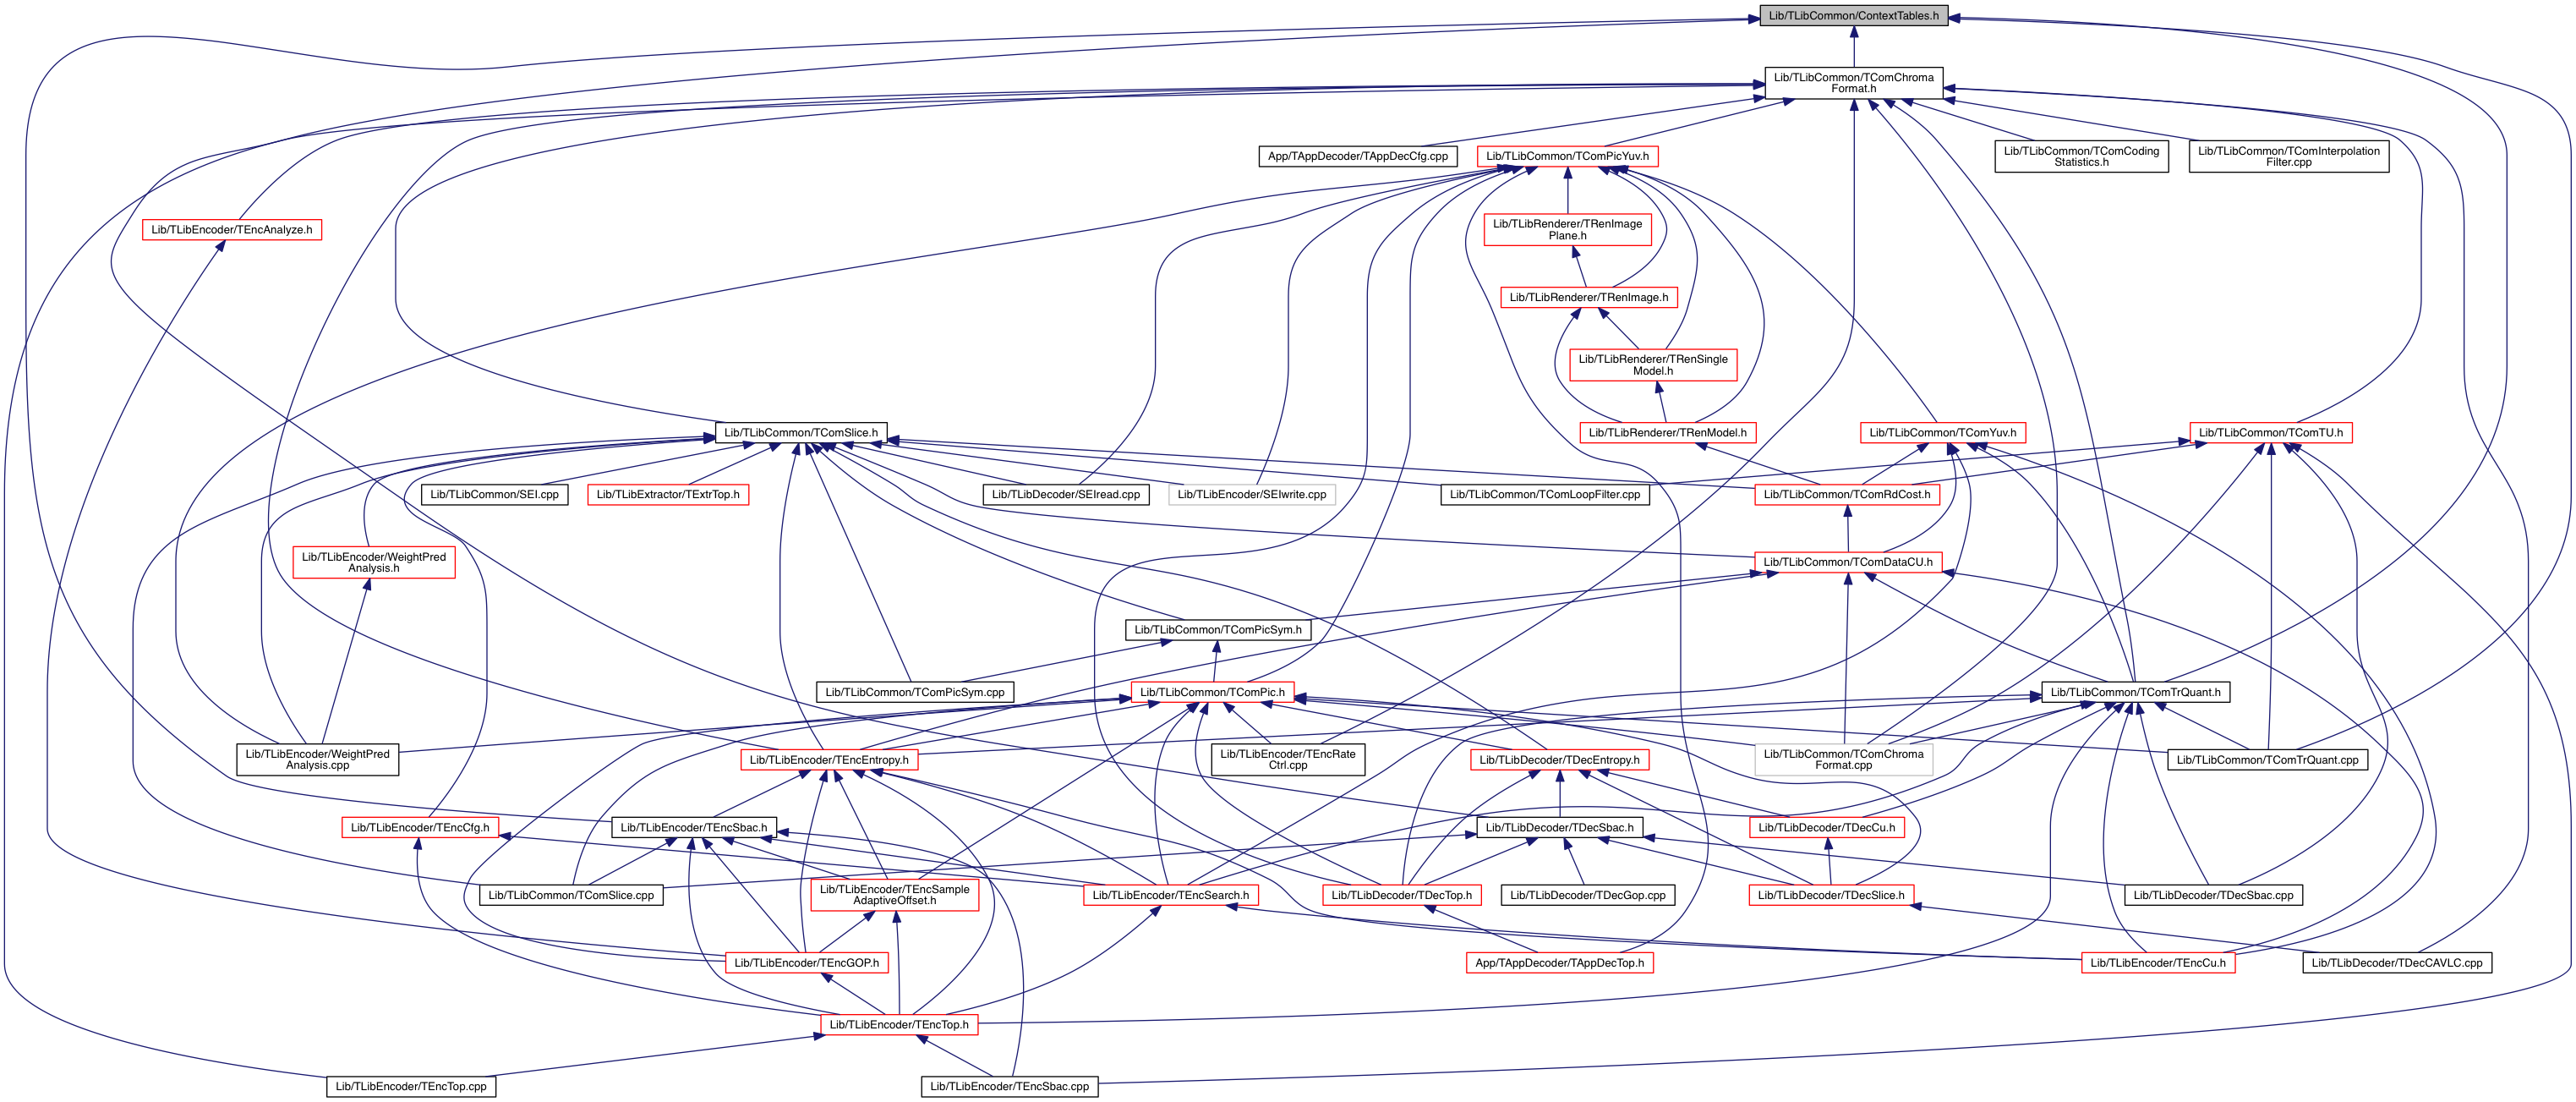 Lib/TLibCommon/ContextTables.h
Lib/TLibCommon/TComChroma
Format.h
App/TAppDecoder/TAppDecCfg.cpp
Lib/TLibCommon/TComPicYuv.h
Lib/TLibCommon/TComCoding
Statistics.h
Lib/TLibCommon/TComInterpolation
Filter.cpp
Lib/TLibEncoder/TEncAnalyze.h
Lib/TLibRenderer/TRenImage
Plane.h
Lib/TLibRenderer/TRenImage.h
Lib/TLibRenderer/TRenSingle
Model.h
Lib/TLibCommon/TComSlice.h
Lib/TLibRenderer/TRenModel.h
Lib/TLibCommon/TComYuv.h
Lib/TLibCommon/TComTU.h
Lib/TLibCommon/SEI.cpp
Lib/TLibExtractor/TExtrTop.h
Lib/TLibDecoder/SEIread.cpp
Lib/TLibEncoder/SEIwrite.cpp
Lib/TLibCommon/TComLoopFilter.cpp
Lib/TLibCommon/TComRdCost.h
Lib/TLibEncoder/WeightPred
Analysis.h
Lib/TLibCommon/TComDataCU.h
Lib/TLibCommon/TComPicSym.h
Lib/TLibCommon/TComPicSym.cpp
Lib/TLibCommon/TComPic.h
Lib/TLibCommon/TComTrQuant.h
Lib/TLibEncoder/WeightPred
Analysis.cpp
Lib/TLibEncoder/TEncEntropy.h
Lib/TLibEncoder/TEncRate
Ctrl.cpp
Lib/TLibDecoder/TDecEntropy.h
Lib/TLibCommon/TComChroma
Format.cpp
Lib/TLibCommon/TComTrQuant.cpp
Lib/TLibEncoder/TEncCfg.h
Lib/TLibEncoder/TEncSbac.h
Lib/TLibDecoder/TDecSbac.h
Lib/TLibDecoder/TDecCu.h
Lib/TLibCommon/TComSlice.cpp
Lib/TLibEncoder/TEncSample
AdaptiveOffset.h
Lib/TLibEncoder/TEncSearch.h
Lib/TLibDecoder/TDecTop.h
Lib/TLibDecoder/TDecGop.cpp
Lib/TLibDecoder/TDecSlice.h
Lib/TLibDecoder/TDecSbac.cpp
Lib/TLibEncoder/TEncGOP.h
App/TAppDecoder/TAppDecTop.h
Lib/TLibEncoder/TEncCu.h
Lib/TLibDecoder/TDecCAVLC.cpp
Lib/TLibEncoder/TEncTop.h
Lib/TLibEncoder/TEncTop.cpp
Lib/TLibEncoder/TEncSbac.cpp